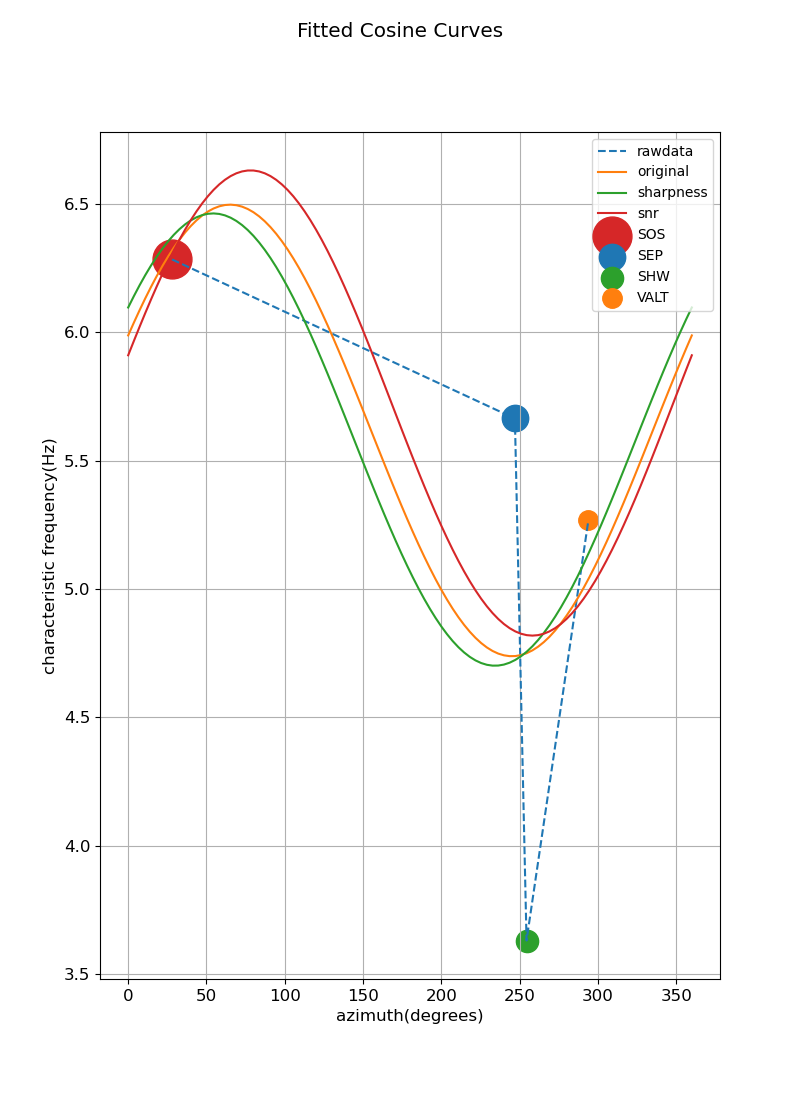 Fitted Cosine Curves
rawdata
original
sharpness
snr
SOS
SEP
SHW
VALT
6.5
6.0
5.5
5.0
4.5
4.0
3.5
characteristic frequency(Hz)
0 50 100 150 200 250 300 350
azimuth(degrees)